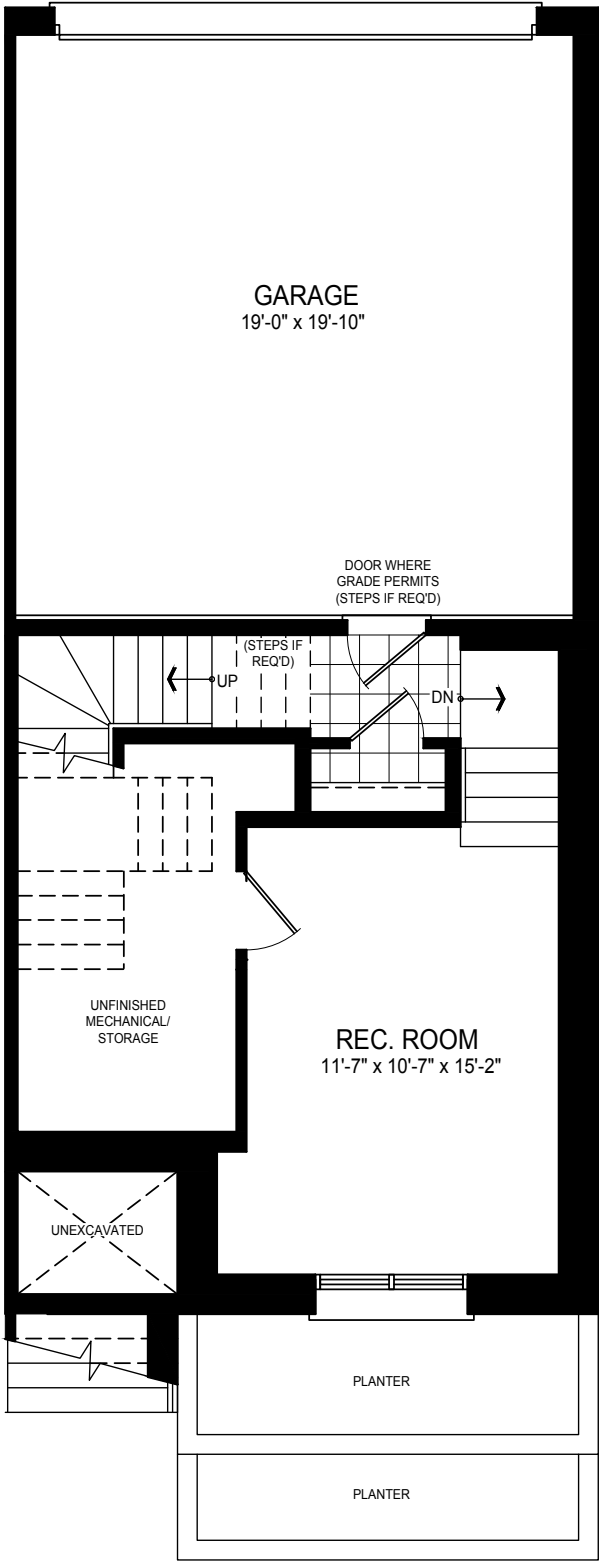 GARAGE
19'-0" x 19'-10"
DOOR WHERE
GRADE PERMITS
(STEPS IF REQ'D)
(STEPS IF
REQ'D)
UP
DN
UNFINISHED
MECHANICAL/
STORAGE
REC. ROOM
11'-7" x 10'-7" x 15'-2"
UNEXCAVATED
PLANTER
PLANTER